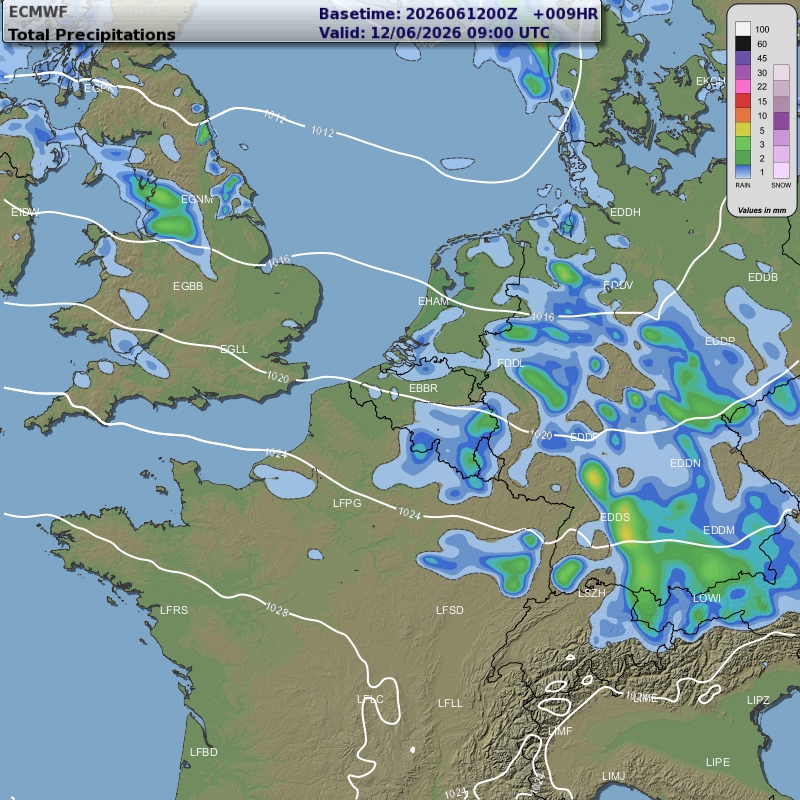 ECMWF
Basetime: 2026061200Z +009HR
Total Precipitations
Valid: 12/06/2026 09:00 UTC
100
60
45
30
22
15
10
5
3
2
1
RAIN
SNOW
Values in mm
EKCH
1012
1012
EGNM
EIDW
EDDH
1016
EGBB
EDDV
EDDB
EHAM
1016
EDDP
EGLL
EDDL
1020
EBBR
1020
1024
EDDN
LFPG
1024
EDDS
EDDM
LSZH
LOWI
1028
LFRS
LFSD
LFLC
LFLL
LIME
LIPZ
LIMF
LFBD
LIPE
LIMJ
1024